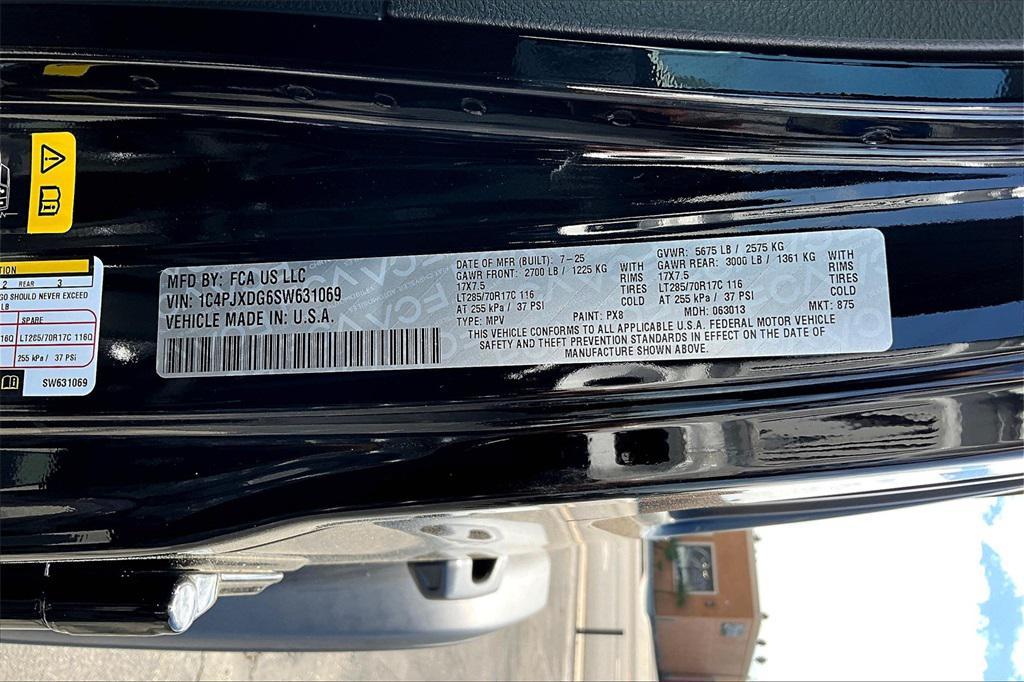 MFD BY: FCA US LLC
VIN: 1C4PJXDG6SW631069
VEHICLE MADE IN: U.S.A.
DATE OF MFR (BUILT): 7-25
GAWR FRONT: 2700 LB / 1225 KG
17X7.5
LT285/70R17C 116
AT 255 kPa / 37 PSI
TYPE: MPV
WITH
RIMS
TIRES
PAINT: PX8
GVWR: 5675 LB / 2575 KG
GAWR REAR: 3000 LB / 1361 KG
17X7.5
LT285/70R17C 116
AT 255 kPa / 37 PSI
MDH: 063013
WITH
RIMS
TIRES
MKT: 875
THIS VEHICLE CONFORMS TO ALL APPLICABLE U.S.A. FEDERAL MOTOR VEHICLE
SAFETY AND THEFT PREVENTION STANDARDS IN EFFECT ON THE DATE OF
MANUFACTURE SHOWN ABOVE.
2 REAR 3
GO SHOULD NEVER EXCEED
LB
SPARE
116Q LT285/70R17C 116Q
255 kPa / 37 PSI
SW631069